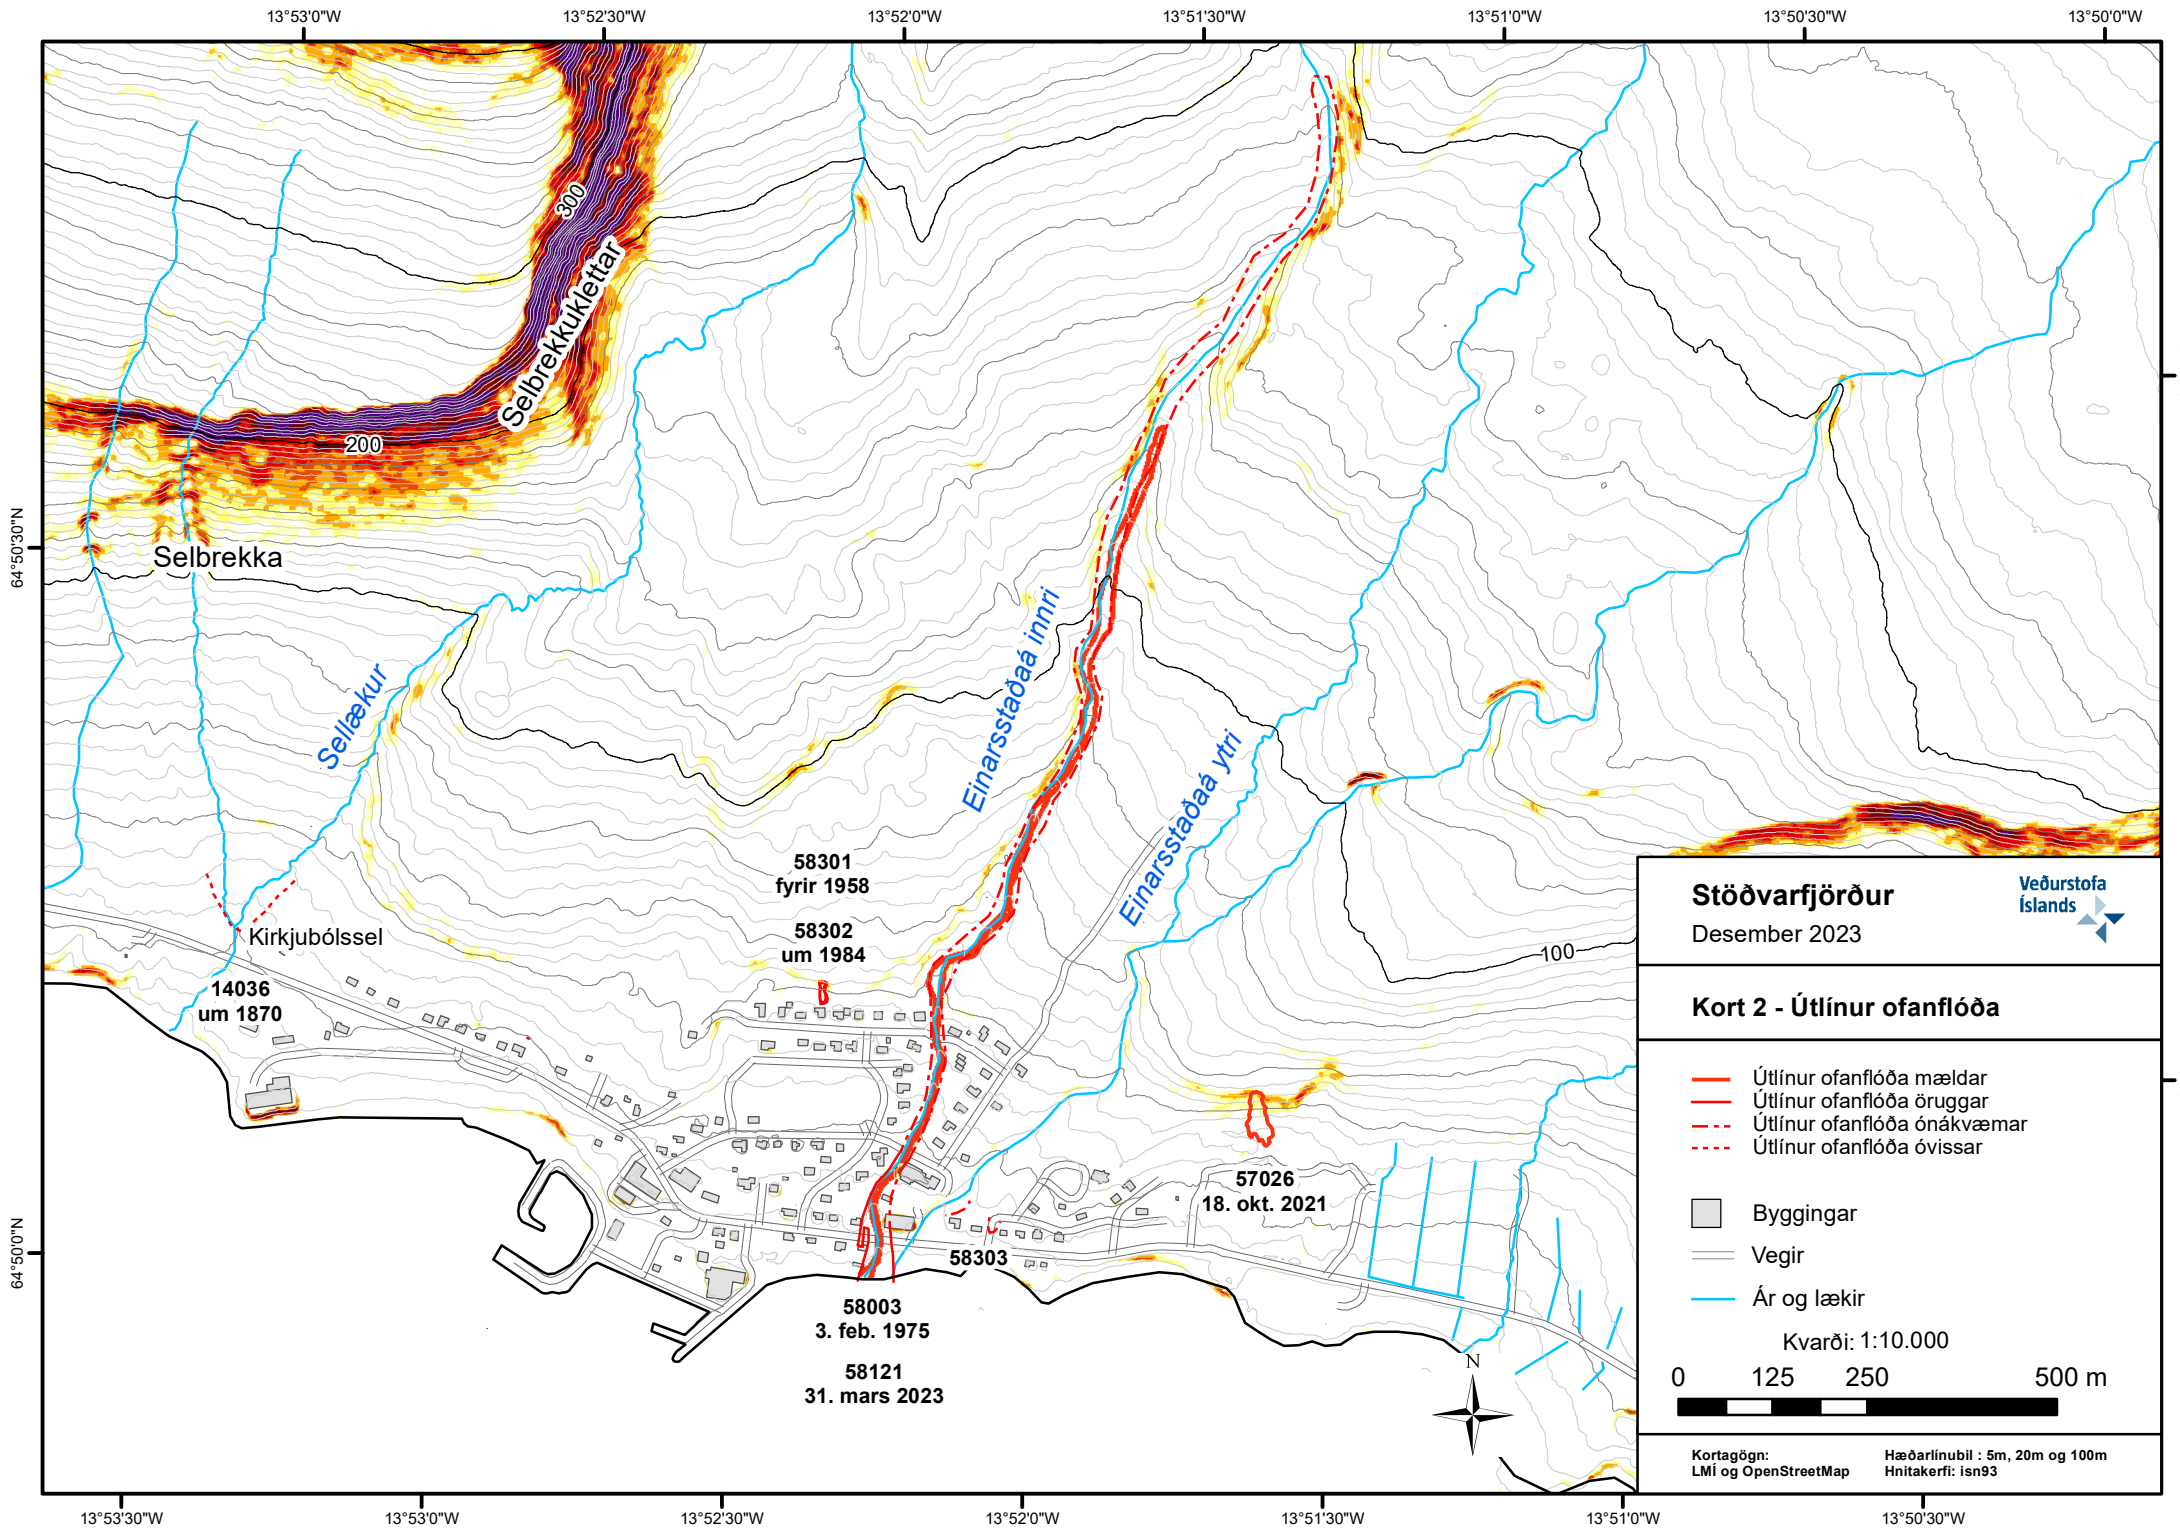 13°53'0"W
13°52'30"W
13°52'0"W
13°51'30"W
13°51'0"W
13°50'30"W
13°50'0"W
300
Selbrekkuklettar
200
64°50'30"N
Selbrekka
Einarsstaðaá innri
Sellækur
Einarsstaðaá ytri
58301
fyrir 1958
58302
um 1984
Kirkjubólssel
14036
um 1870
100
57026
18. okt. 2021
64°50'0"N
58303
58003
3. feb. 1975
58121
31. mars 2023
N
Stöðvarfjörður
Desember 2023
Veðurstofa
Íslands
Kort 2 - Útlínur ofanflóða
Útlínur ofanflóða mældar
Útlínur ofanflóða öruggar
Útlínur ofanflóða ónákvæmar
Útlínur ofanflóða óvissar
Byggingar
Vegir
Ár og lækir
Kvarði: 1:10.000
0 125 250 500 m
Kortagögn:
LMÍ og OpenStreetMap
Hæðarlínubil : 5m, 20m og 100m
Hnitakerfi: isn93
13°53'30"W
13°53'0"W
13°52'30"W
13°52'0"W
13°51'30"W
13°51'0"W
13°50'30"W